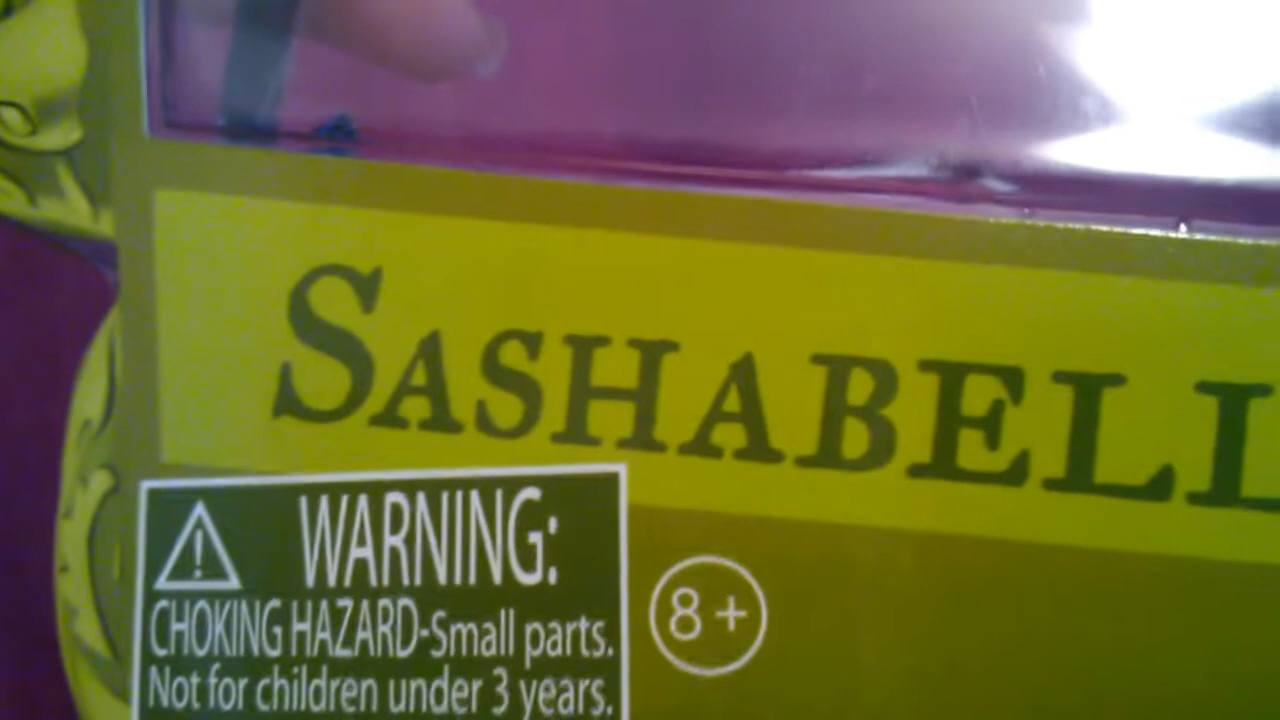 SASHABELL
WARNING:
CHOKING HAZARD-Small parts.
Not for children under 3 years.
8+